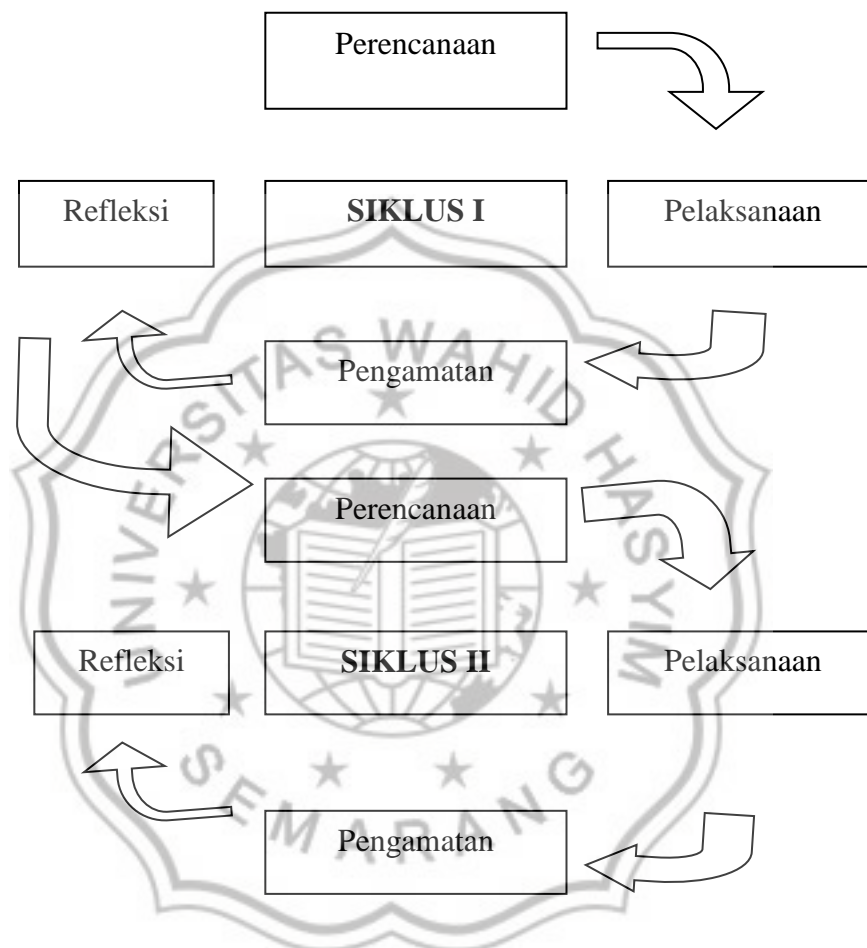 Perencanaan
Refleksi
SIKLUS I
Pelaksanaan
Pengamatan
Perencanaan
Refleksi
SIKLUS II
Pelaksanaan
Pengamatan
UNIVERSITAS WAHID HASYIM
SEMARANG